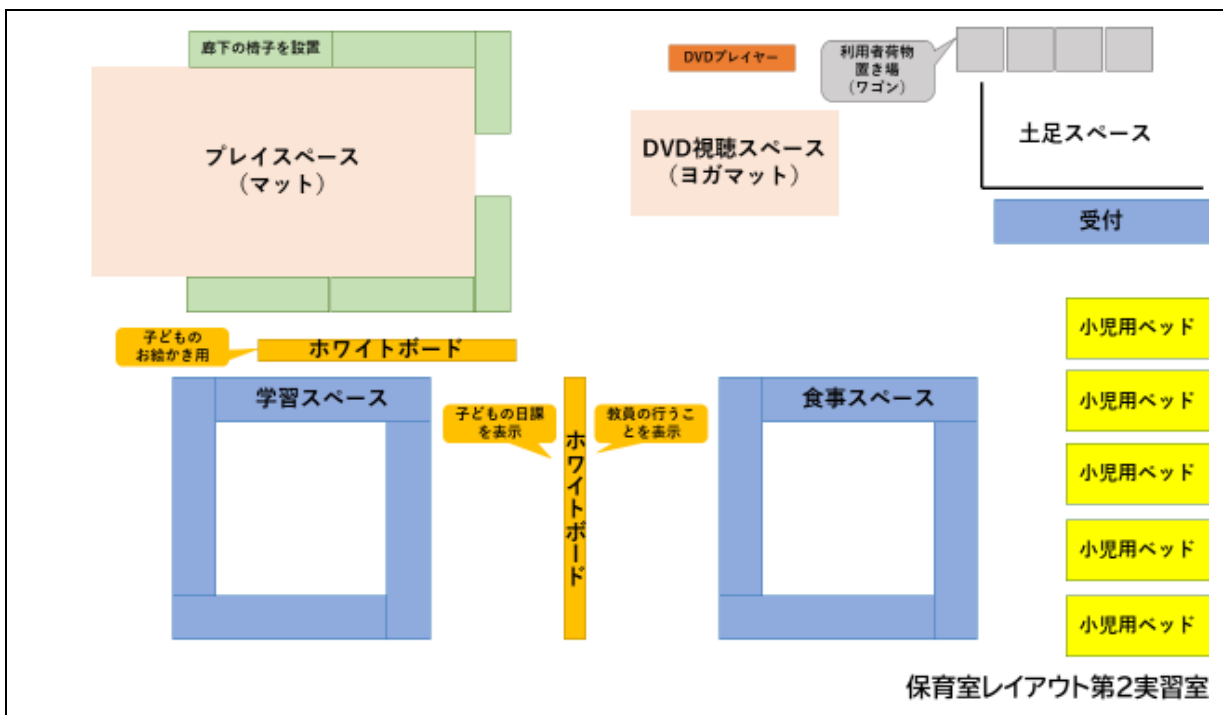 廊下の椅子を設置
プレイスペース
（マット）
DVDプレイヤー
利用者荷物
置き場
（ワゴン）
土足スペース
DVD視聴スペース
（ヨガマット）
受付
子どもの
お絵かき用
ホワイトボード
学習スペース
子どもの日課
を表示
ホワイトボード
教員の行うこ
とを表示
食事スペース
小児用ベッド
小児用ベッド
小児用ベッド
小児用ベッド
小児用ベッド
保育室レイアウト第2実習室